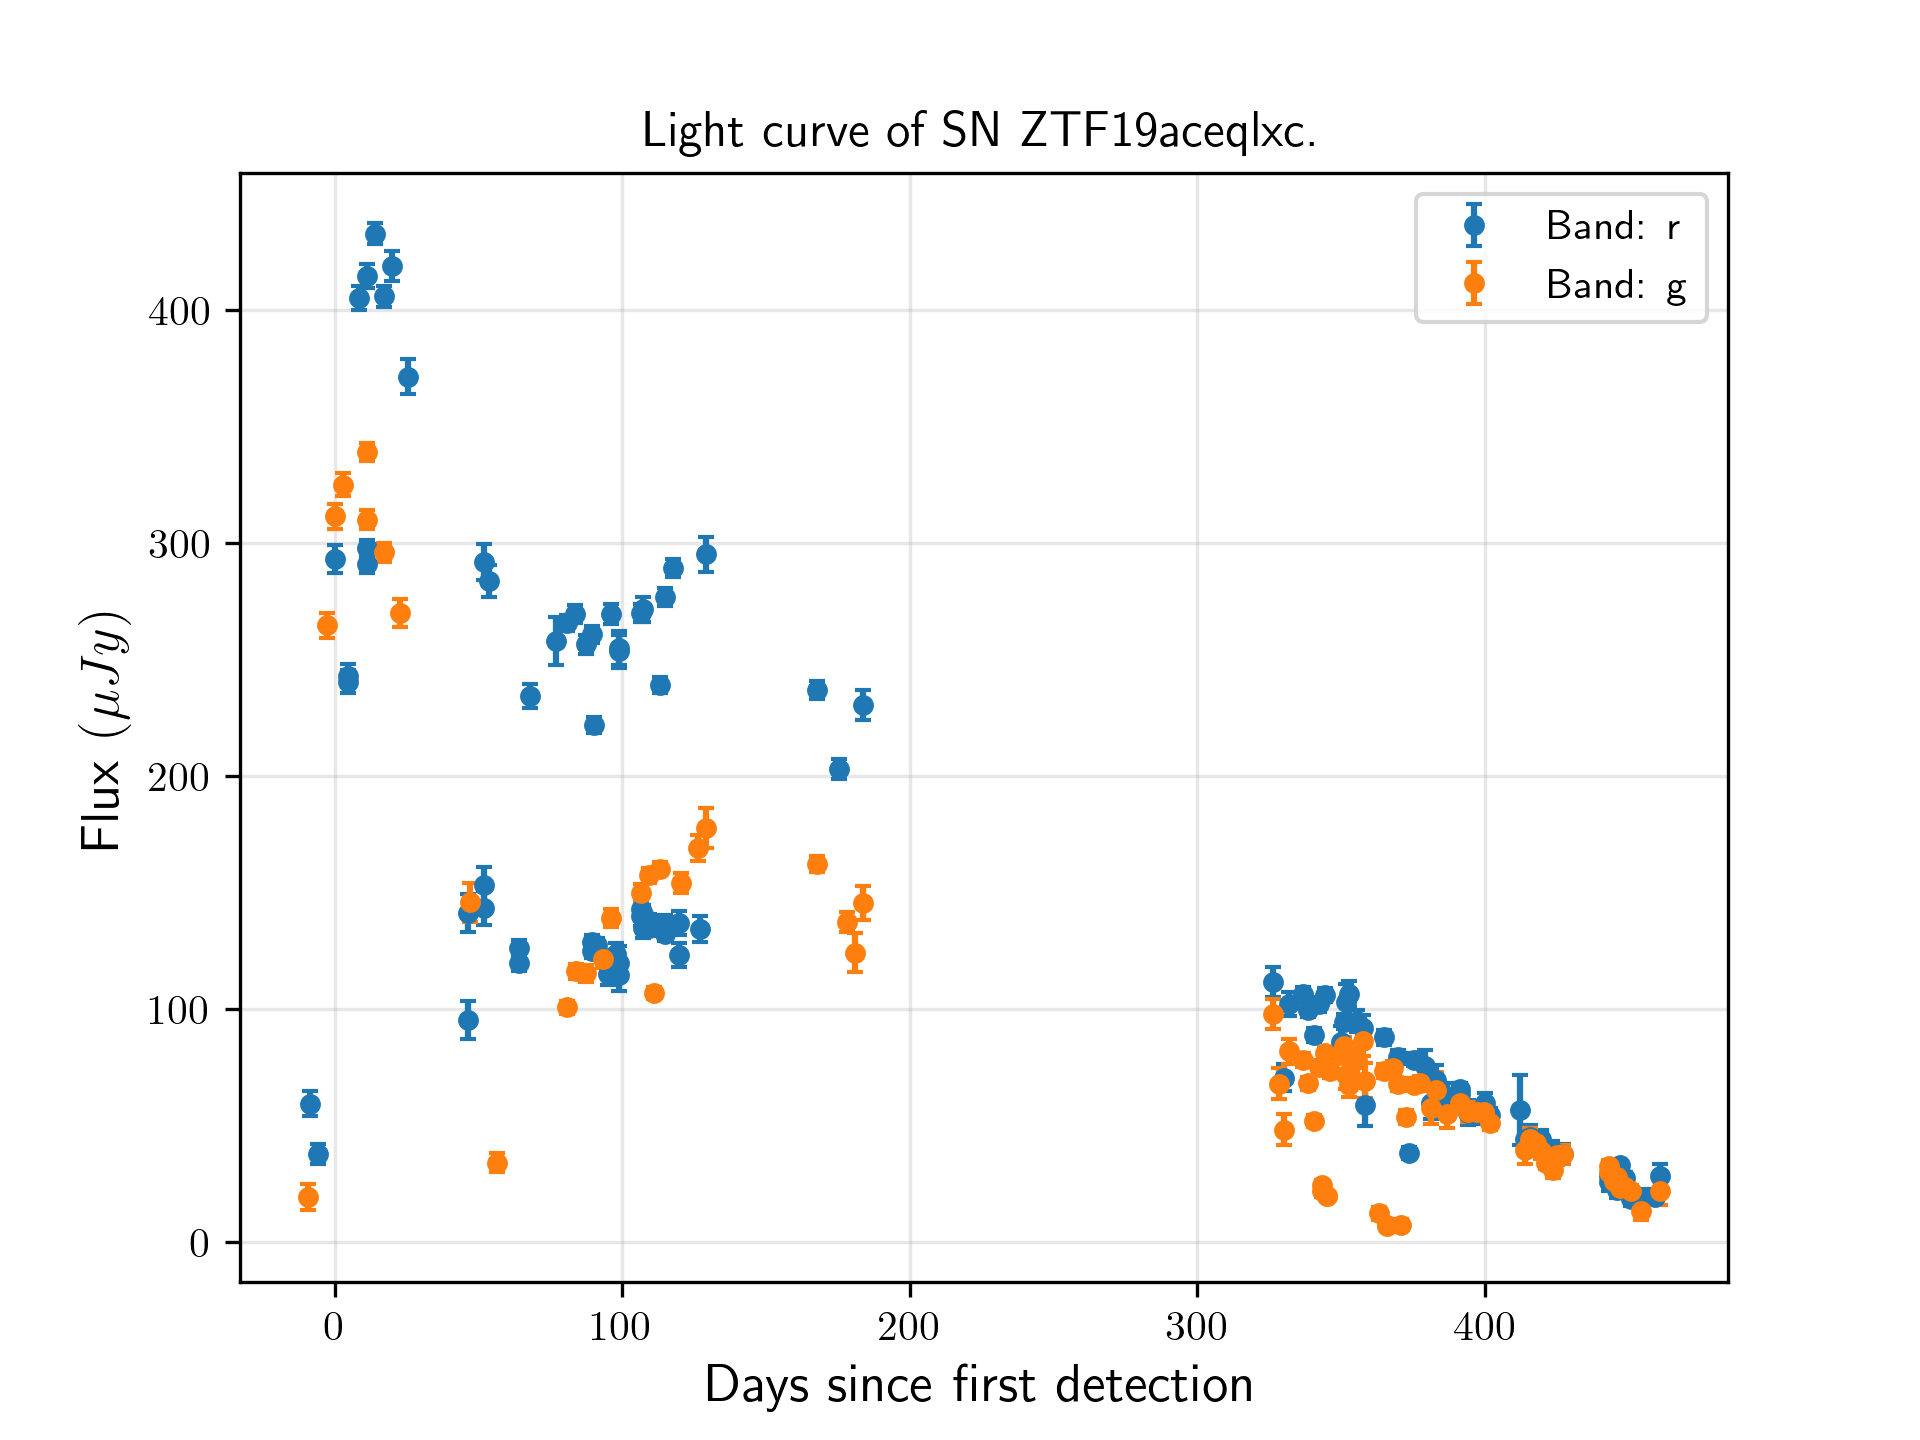 Light curve of SN ZTF19aceqlxc.
Band: r
Band: g
400
300
200
100
0
Flux (μJy)
0 100 200 300 400
Days since first detection